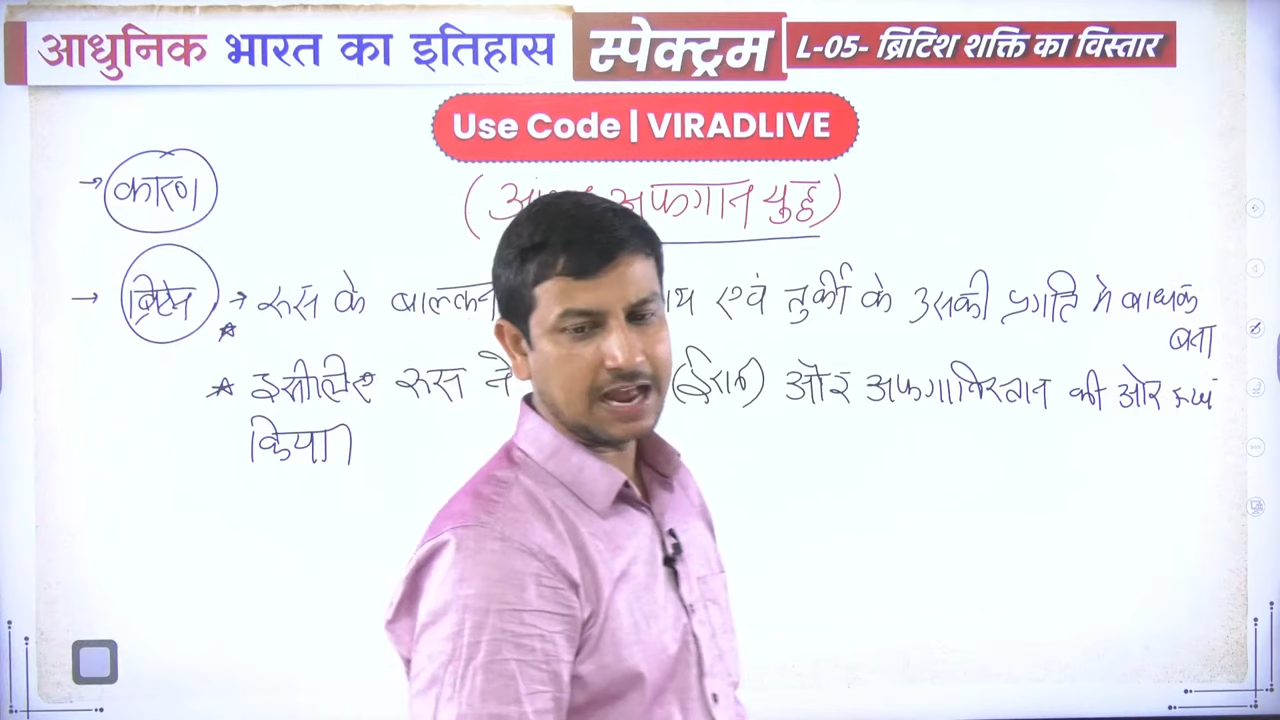 आधुनिक भारत का इतिहास स्पेक्ट्रम L-05- ब्रिटिश शक्ति का विस्तार
Use Code | VIRADLIVE
→ कारण
( अफगान युद्ध)
→ ब्रिटेन → रूस के बाल्कन एवं तुर्की के उसकी प्रगति मे बाधक
बना
★ इसीलिए रूस ने (ईरान) और अफगानिस्तान की ओर
किया।